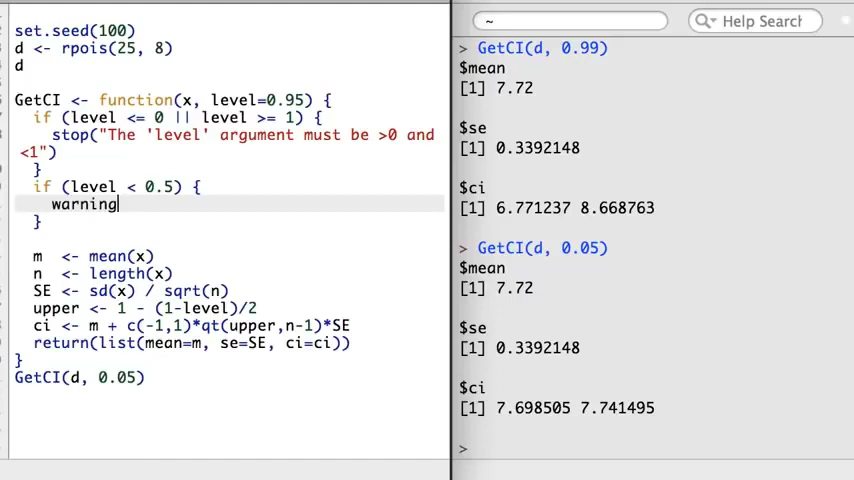 set.seed(100)
d <- rpois(25, 8)
d
GetCI <- function(x, level=0.95) {
if (level <= 0 || level >= 1) {
stop("The 'level' argument must be >0 and
<1")
}
if (level < 0.5) {
warning
}
m <- mean(x)
n <- length(x)
SE <- sd(x) / sqrt(n)
upper <- 1 - (1-level)/2
ci <- m + c(-1,1)*qt(upper,n-1)*SE
return(list(mean=m, se=SE, ci=ci))
}
GetCI(d, 0.05)
~
Help Search
> GetCI(d, 0.99)
$mean
[1] 7.72
$se
[1] 0.3392148
$ci
[1] 6.771237 8.668763
> GetCI(d, 0.05)
$mean
[1] 7.72
$se
[1] 0.3392148
$ci
[1] 7.698505 7.741495
>